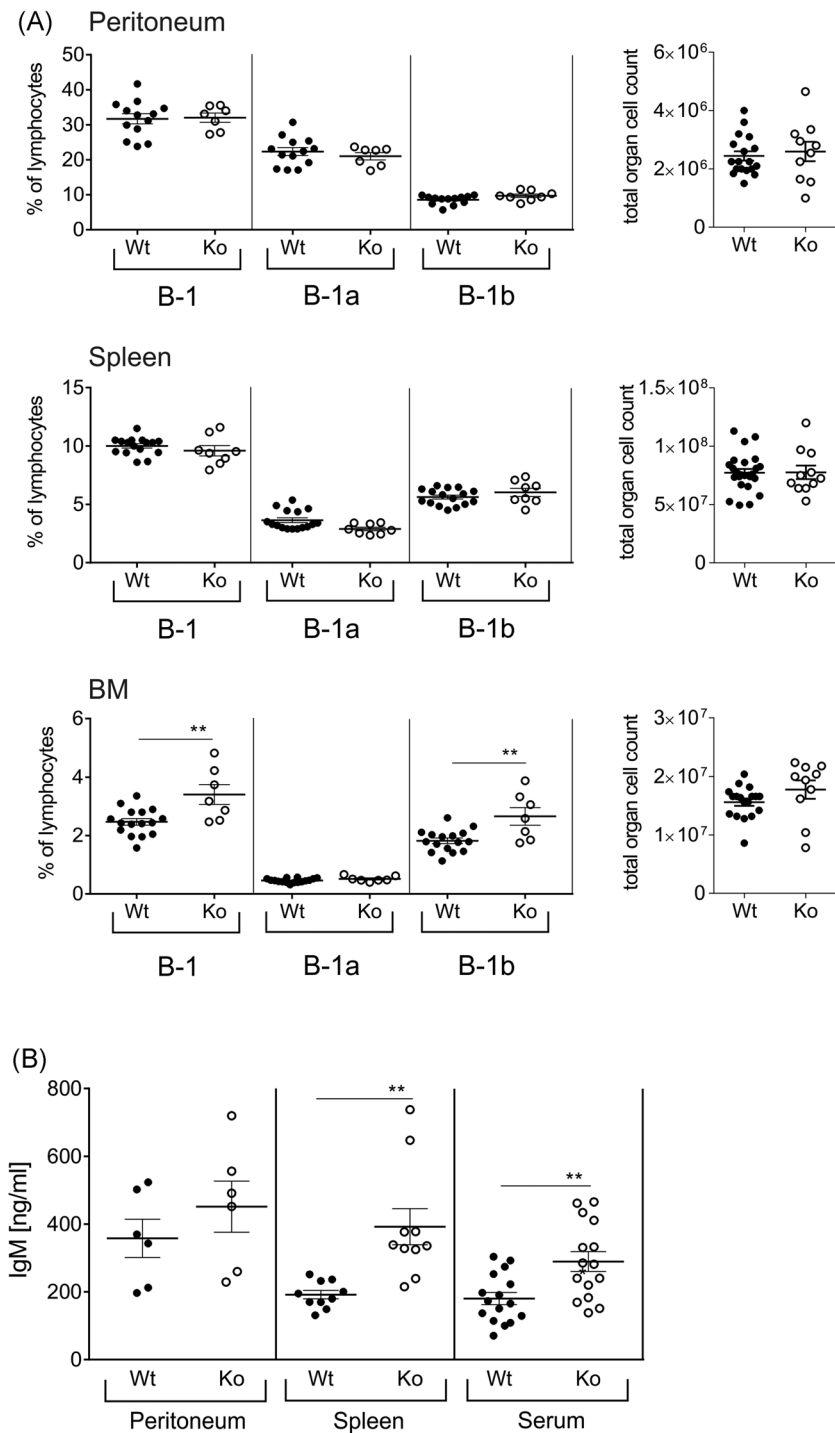 (A) Peritoneum
% of lymphocytes
50
40
30
20
10
0
Wt Ko Wt Ko Wt Ko
B-1 B-1a B-1b
total organ cell count
6×10⁶
4×10⁶
2×10⁶
0
Wt Ko
Spleen
% of lymphocytes
15
10
5
0
Wt Ko Wt Ko Wt Ko
B-1 B-1a B-1b
total organ cell count
1.5×10⁸
1×10⁸
5×10⁷
0
Wt Ko
BM
% of lymphocytes
6
4
2
0
** **
Wt Ko Wt Ko Wt Ko
B-1 B-1a B-1b
total organ cell count
3×10⁷
2×10⁷
1×10⁷
0
Wt Ko
(B)
IgM [ng/ml]
800
600
400
200
0
** **
Wt Ko Wt Ko Wt Ko
Peritoneum Spleen Serum